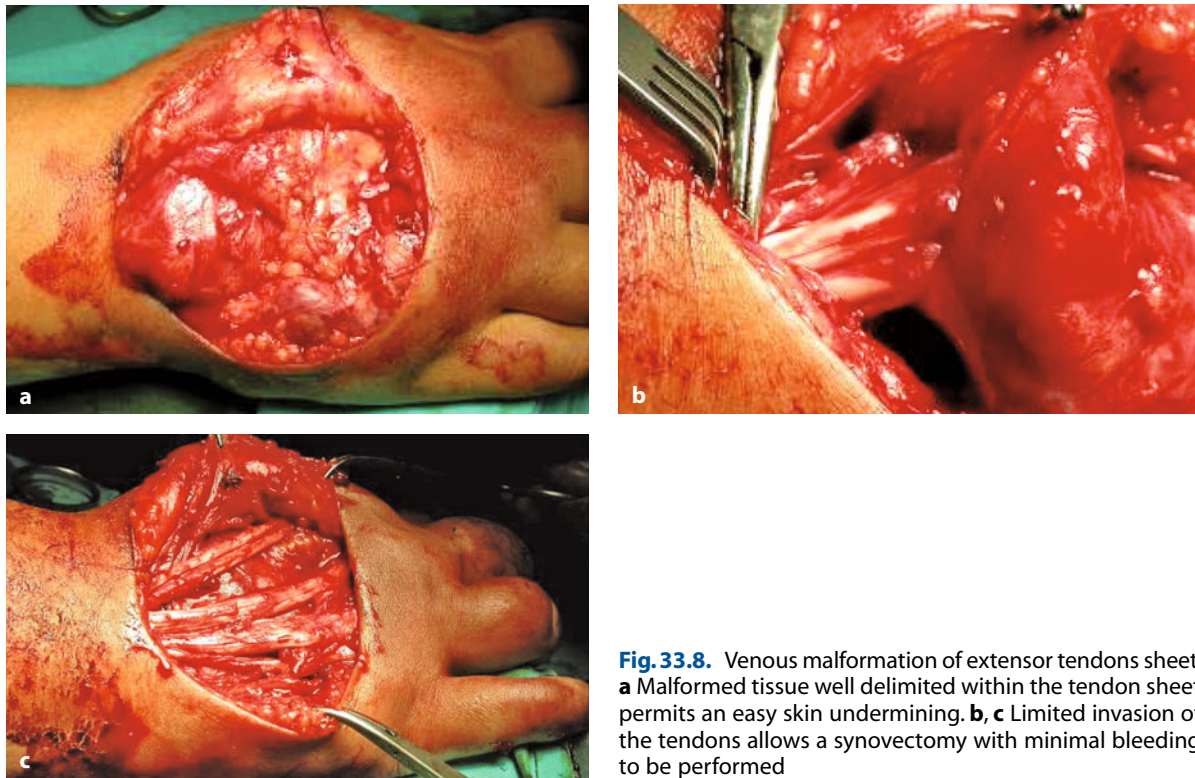 a
b
c
Fig. 33.8. Venous malformation of extensor tendons sheet
a Malformed tissue well delimited within the tendon sheet
permits an easy skin undermining. b, c Limited invasion o
the tendons allows a synovectomy with minimal bleeding
to be performed